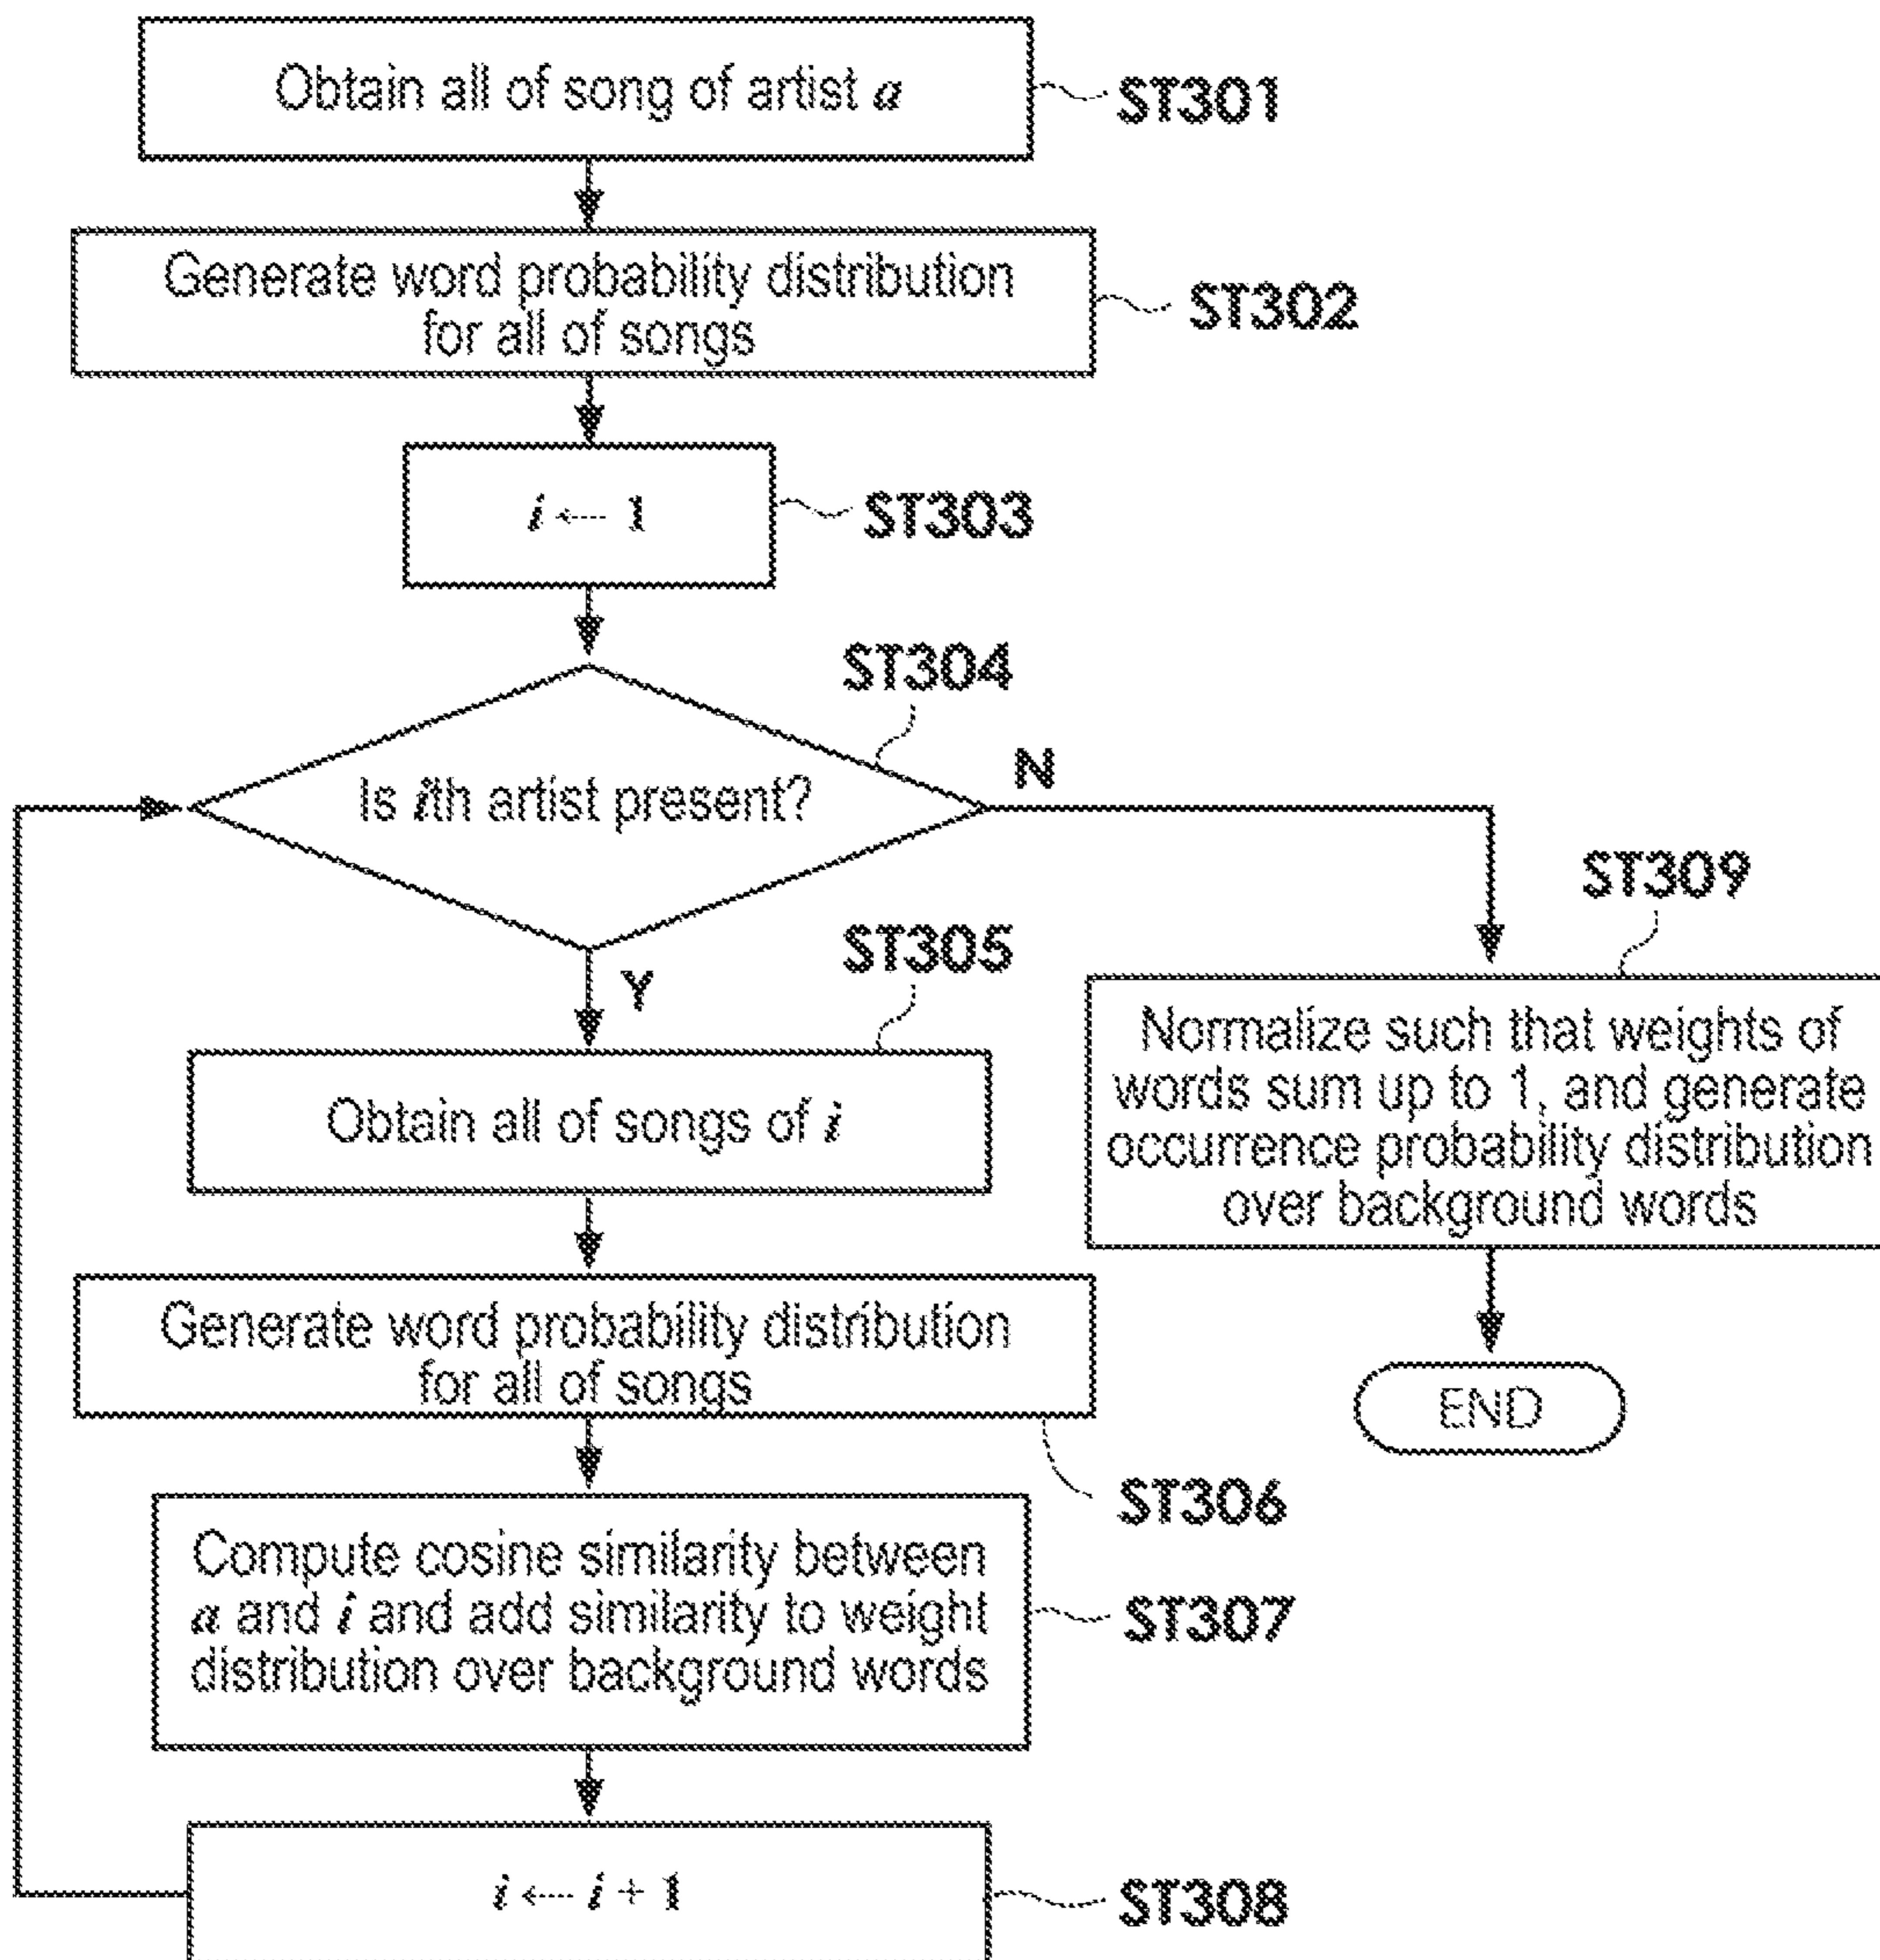 Obtain all of song of artist a
ST301
Generate word probability distribution
for all of songs
ST302
i ← 1
ST303
ST304
Is ith artist present?
N
Y
ST305
Obtain all of songs of i
Generate word probability distribution
for all of songs
ST306
Compute cosine similarity between
a and i and add similarity to weight
distribution over background words
ST307
i ← i + 1
ST308
ST309
Normalize such that weights of
words sum up to 1, and generate
occurrence probability distribution
over background words
END